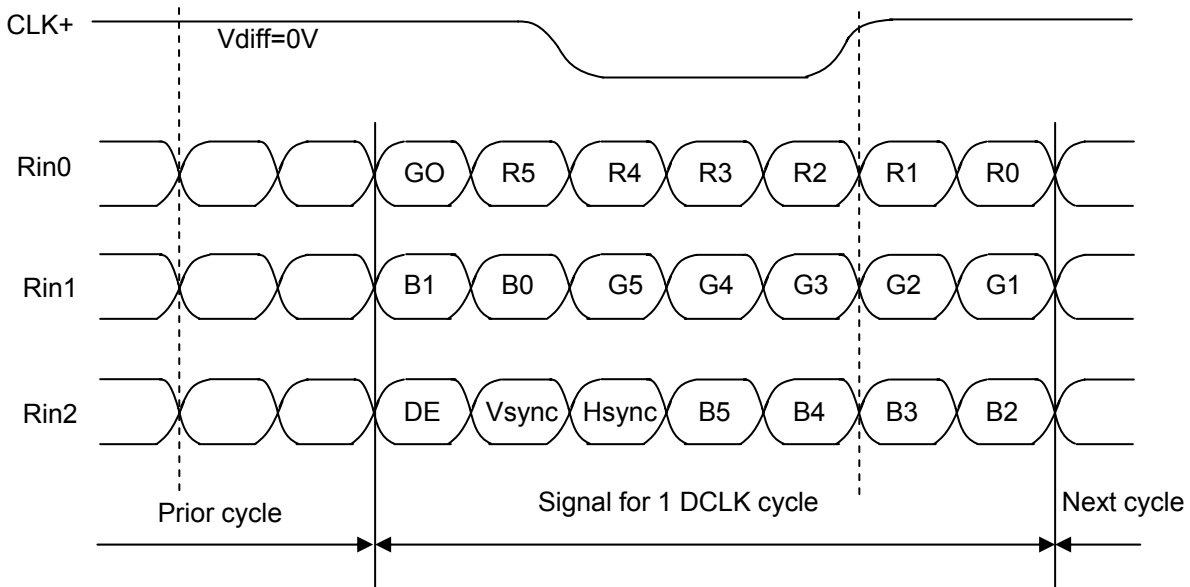 CLK+
Vdiff=0V
Rin0 GO R5 R4 R3 R2 R1 R0
Rin1 B1 B0 G5 G4 G3 G2 G1
Rin2 DE Vsync Hsync B5 B4 B3 B2
Prior cycle Signal for 1 DCLK cycle Next cycle